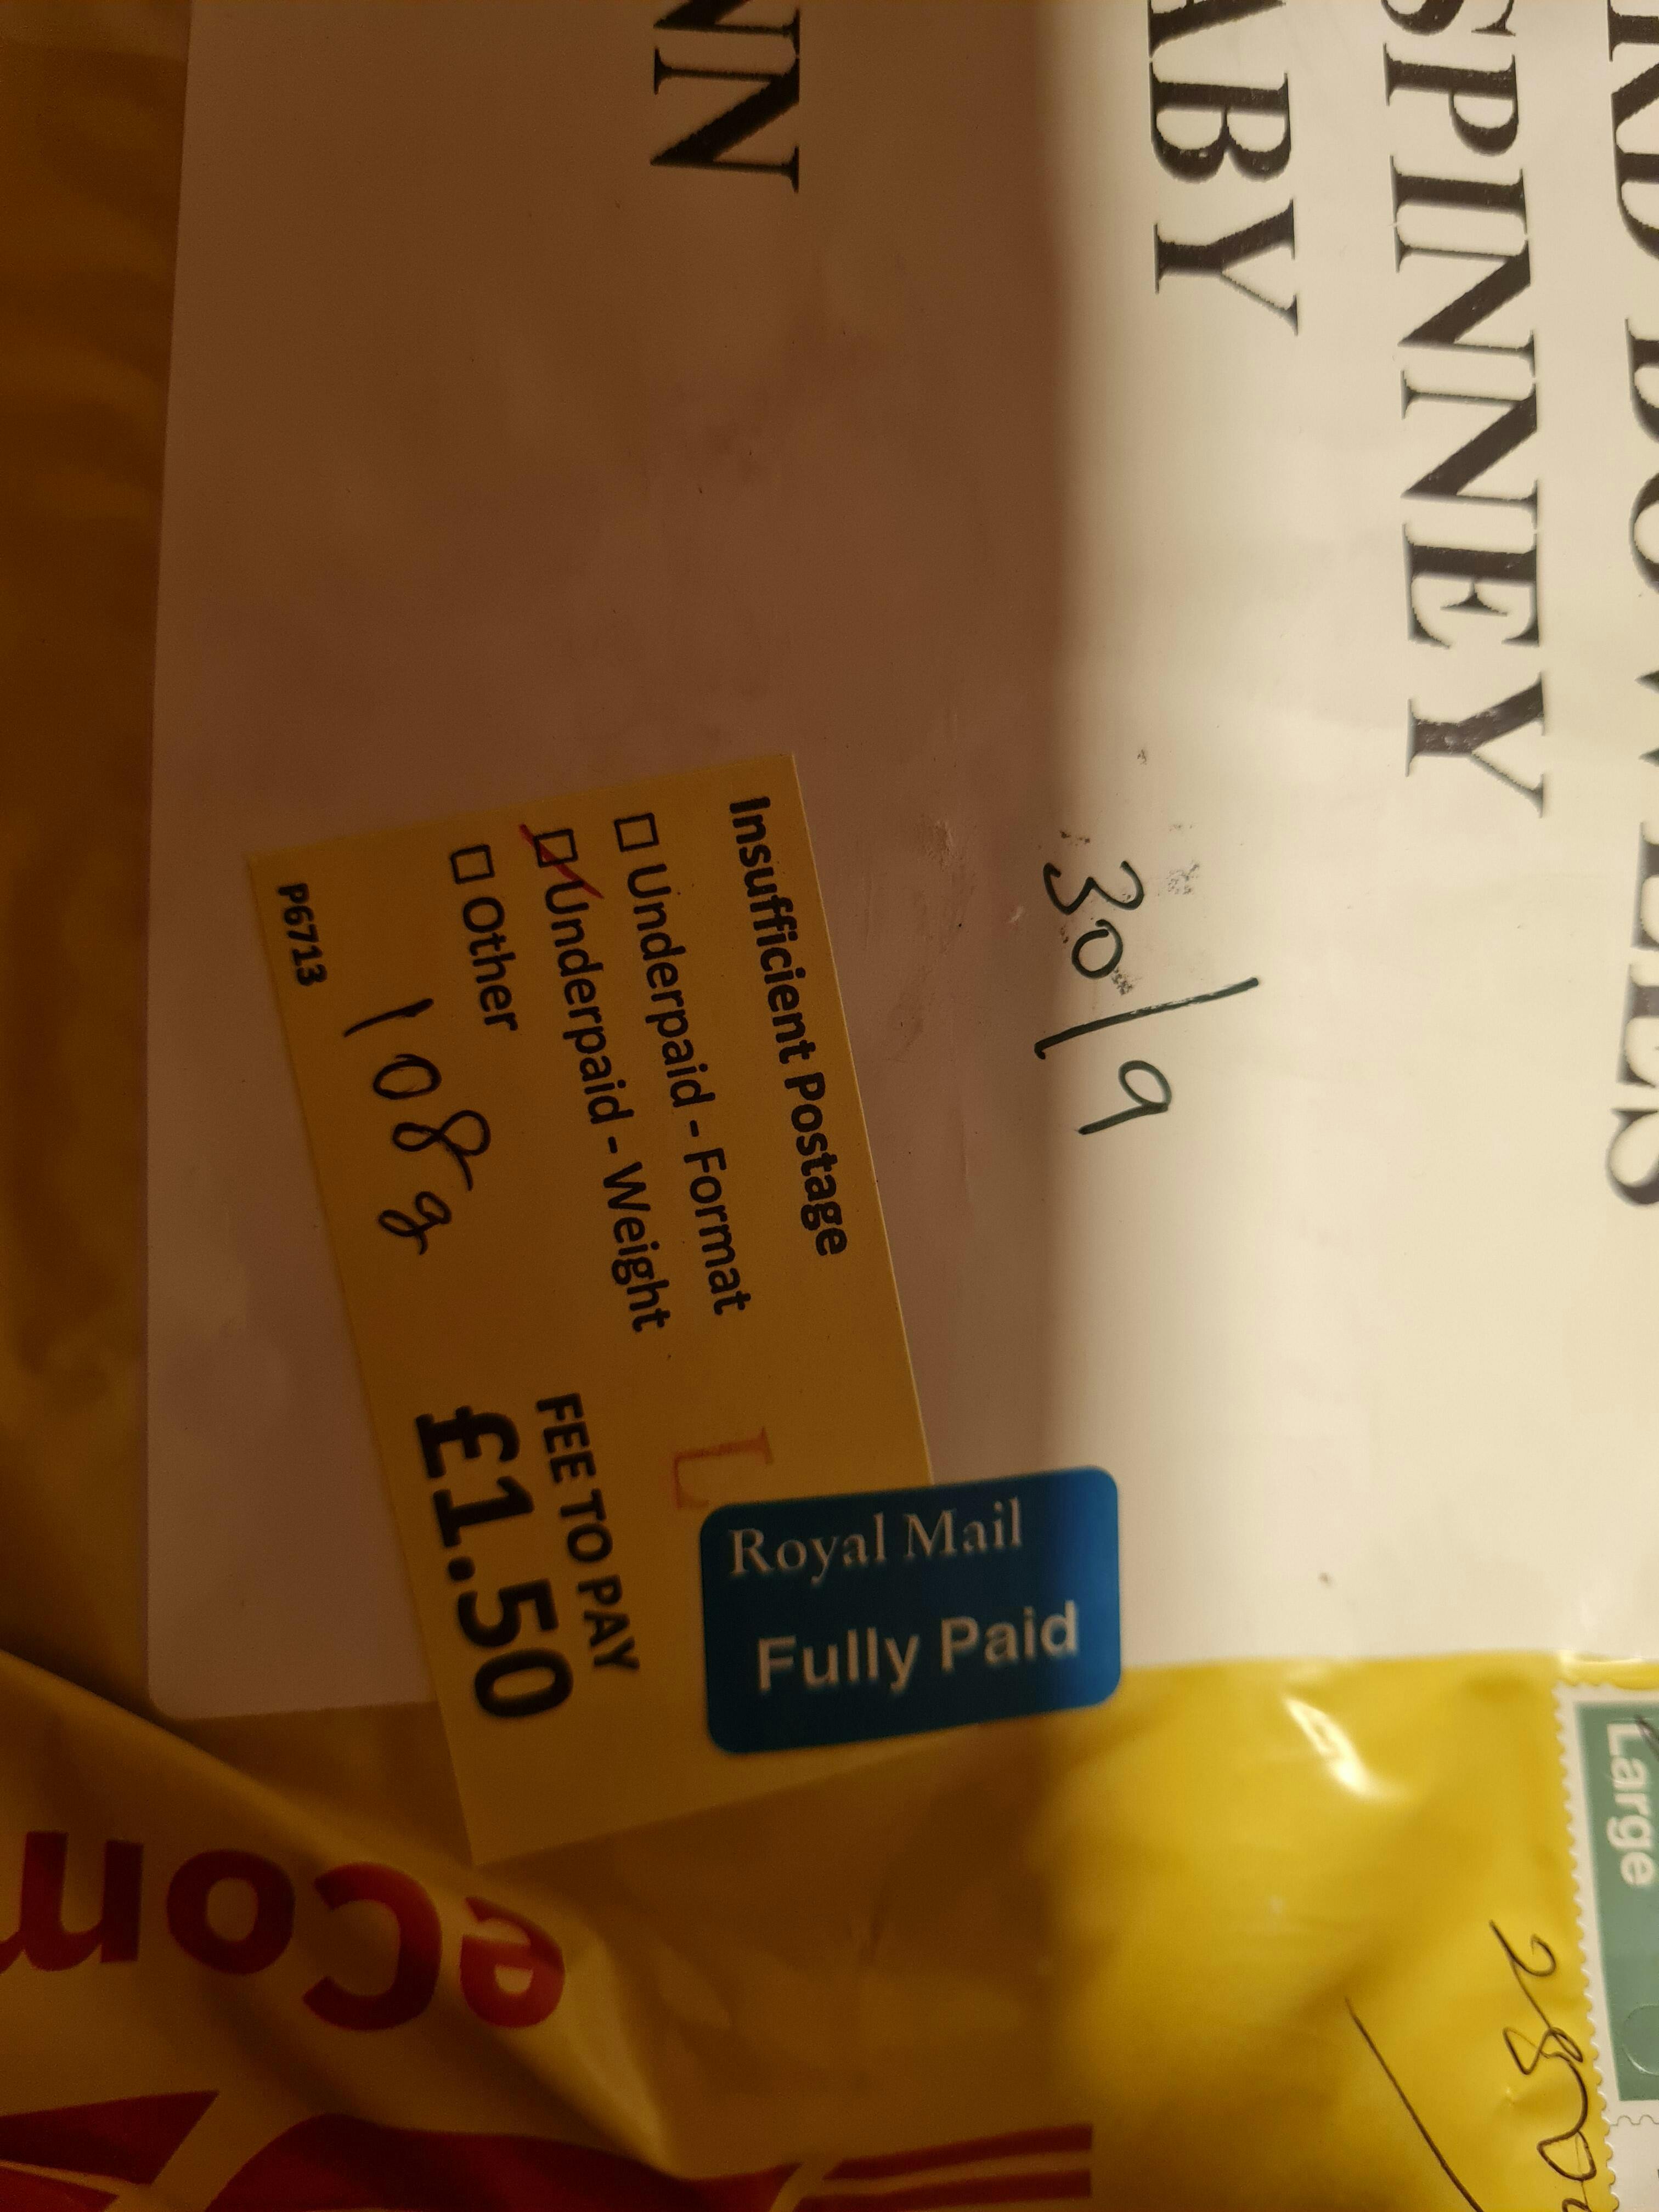 SPINNEY
ABY
NN
30/9
Insufficient Postage
Underpaid - Format
Underpaid - Weight
Other
108g
P6713
L
FEE TO PAY
£1.50
Royal Mail
Fully Paid
Large
eCom